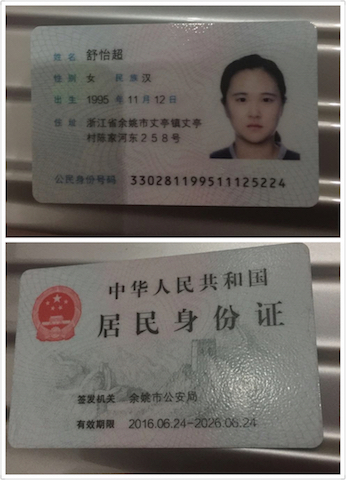 姓名 舒怡超
性别 女 民族 汉
出生 1995 年 11 月 12 日
住址 浙江省余姚市丈亭镇丈亭
村陈家河东258号
公民身份号码 330281199511125224
中华人民共和国
居民身份证
签发机关 余姚市公安局
有效期限 2016.06.24-2026.06.24